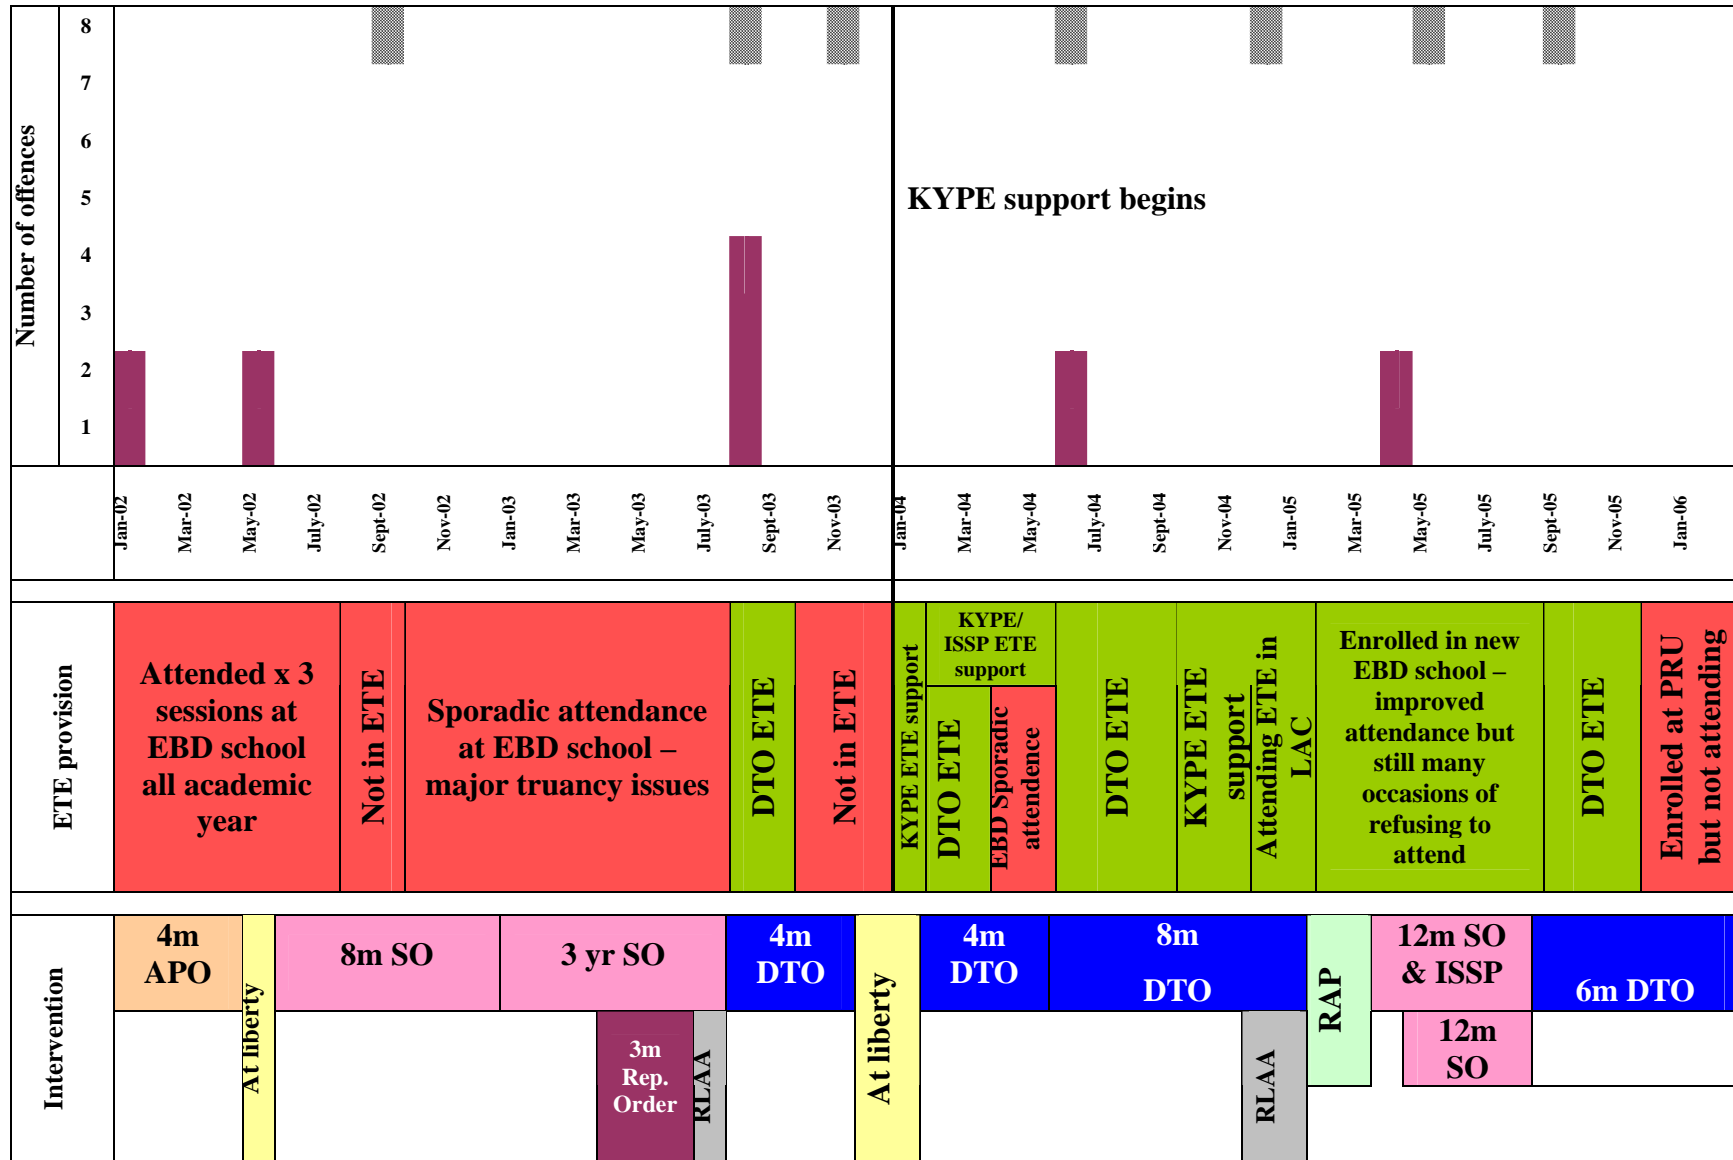 Number of offences
8
7
6
5
4
3
2
1
KYPE support begins
Jan-02
Mar-02
May-02
July-02
Sept-02
Nov-02
Jan-03
Mar-03
May-03
July-03
Sept-03
Nov-03
Jan-04
Mar-04
May-04
July-04
Sept-04
Nov-04
Jan-05
Mar-05
May-05
July-05
Sept-05
Nov-05
Jan-06
ETE provision
Attended x 3
sessions at
EBD school
all academic
year
Not in ETE
Sporadic attendance
at EBD school –
major truancy issues
DTO ETE
Not in ETE
KYPE ETE support
KYPE/
ISSP ETE
support
DTO ETE
EBD Sporadic
attendence
DTO ETE
KYPE ETE
support
Attending ETE in
LAC
Enrolled in new
EBD school –
improved
attendance but
still many
occasions of
refusing to
attend
DTO ETE
Enrolled at PRU
but not attending
Intervention
4m
APO
At liberty
8m SO
3 yr SO
3m
Rep.
Order
RLAA
4m
DTO
At liberty
4m
DTO
8m
DTO
RLAA
RAP
12m SO
& ISSP
12m
SO
6m DTO